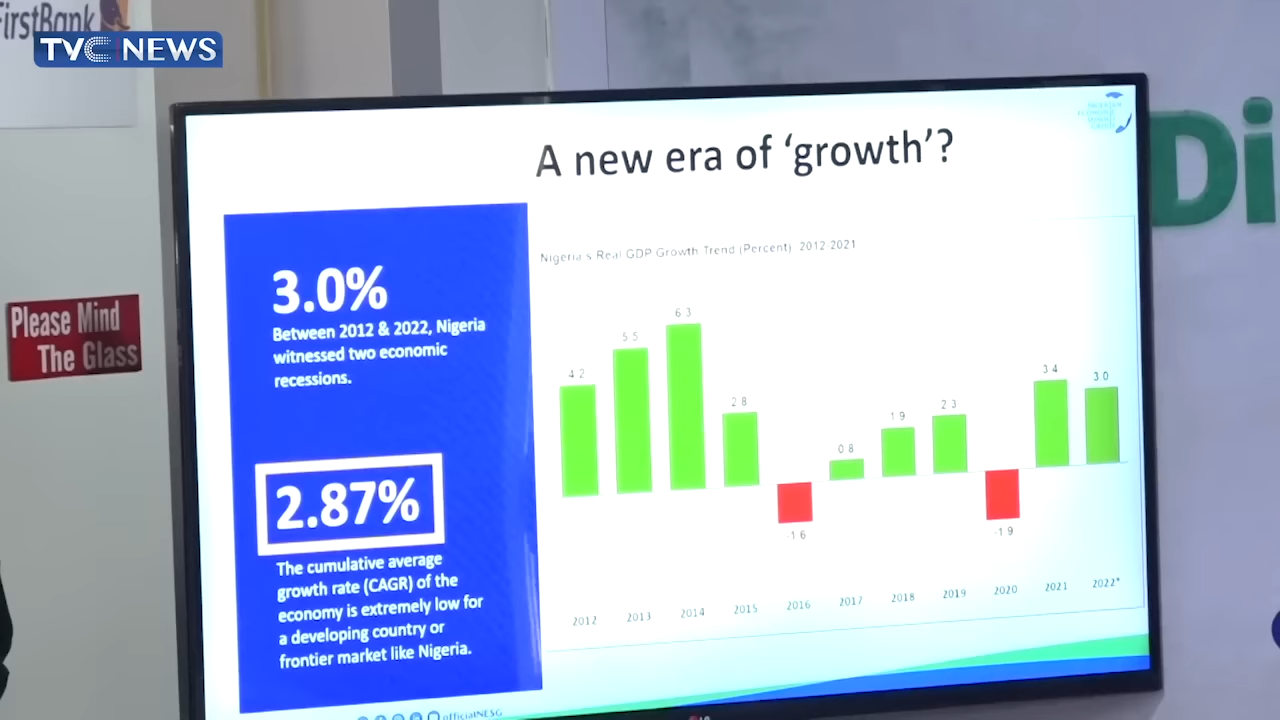 FirstBank
TVC NEWS
Di
Please Mind
The Glass
A new era of ‘growth’?
3.0%
Between 2012 & 2022, Nigeria
witnessed two economic
recessions.
2.87%
The cumulative average
growth rate (CAGR) of the
economy is extremely low for
a developing country or
frontier market like Nigeria.
Nigeria's Real GDP Growth Trend (Percent) 2012-2021
4.2
5.5
6.3
2.8
-1.6
0.8
1.9
2.3
-1.9
3.4
3.0
2012 2013 2014 2015 2016 2017 2018 2019 2020 2021 2022*
officialNESG
LG